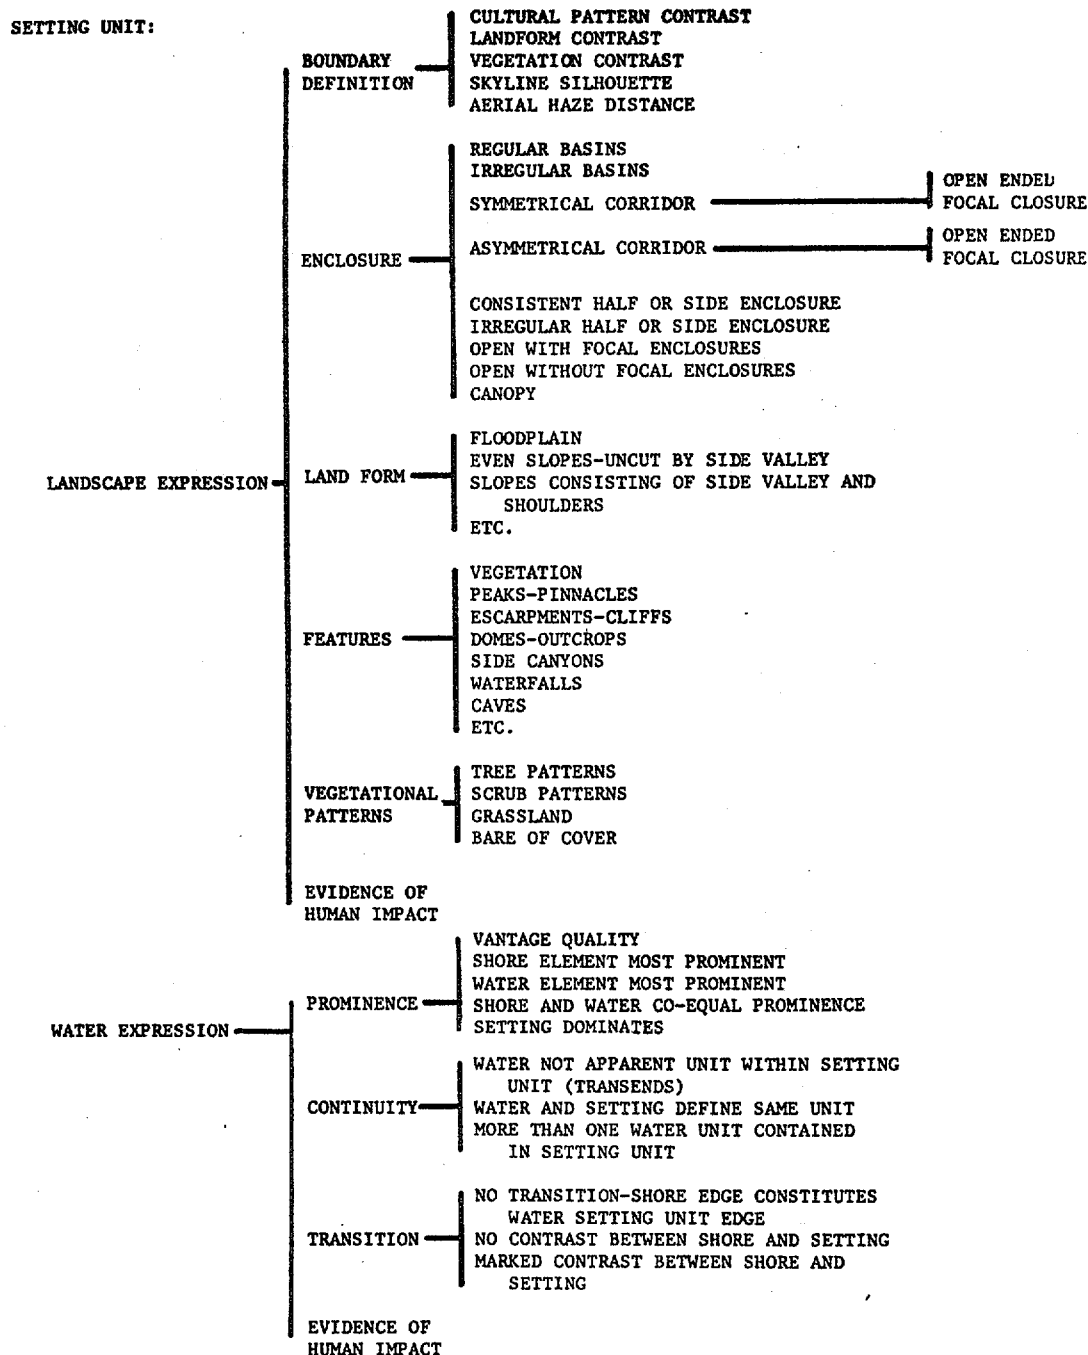 SETTING UNIT:
BOUNDARY
DEFINITION
CULTURAL PATTERN CONTRAST
LANDFORM CONTRAST
VEGETATION CONTRAST
SKYLINE SILHOUETTE
AERIAL HAZE DISTANCE
ENCLOSURE
REGULAR BASINS
IRREGULAR BASINS
SYMMETRICAL CORRIDOR
OPEN ENDED
FOCAL CLOSURE
ASYMMETRICAL CORRIDOR
OPEN ENDED
FOCAL CLOSURE
CONSISTENT HALF OR SIDE ENCLOSURE
IRREGULAR HALF OR SIDE ENCLOSURE
OPEN WITH FOCAL ENCLOSURES
OPEN WITHOUT FOCAL ENCLOSURES
CANOPY
LANDSCAPE EXPRESSION
LAND FORM
FLOODPLAIN
EVEN SLOPES-UNCUT BY SIDE VALLEY
SLOPES CONSISTING OF SIDE VALLEY AND
SHOULDERS
ETC.
FEATURES
VEGETATION
PEAKS-PINNACLES
ESCARPMENTS-CLIFFS
DOMES-OUTCROPS
SIDE CANYONS
WATERFALLS
CAVES
ETC.
VEGETATIONAL
PATTERNS
TREE PATTERNS
SCRUB PATTERNS
GRASSLAND
BARE OF COVER
EVIDENCE OF
HUMAN IMPACT
WATER EXPRESSION
PROMINENCE
VANTAGE QUALITY
SHORE ELEMENT MOST PROMINENT
WATER ELEMENT MOST PROMINENT
SHORE AND WATER CO-EQUAL PROMINENCE
SETTING DOMINATES
CONTINUITY
WATER NOT APPARENT UNIT WITHIN SETTING
UNIT (TRANSENDS)
WATER AND SETTING DEFINE SAME UNIT
MORE THAN ONE WATER UNIT CONTAINED
IN SETTING UNIT
TRANSITION
NO TRANSITION-SHORE EDGE CONSTITUTES
WATER SETTING UNIT EDGE
NO CONTRAST BETWEEN SHORE AND SETTING
MARKED CONTRAST BETWEEN SHORE AND
SETTING
EVIDENCE OF
HUMAN IMPACT